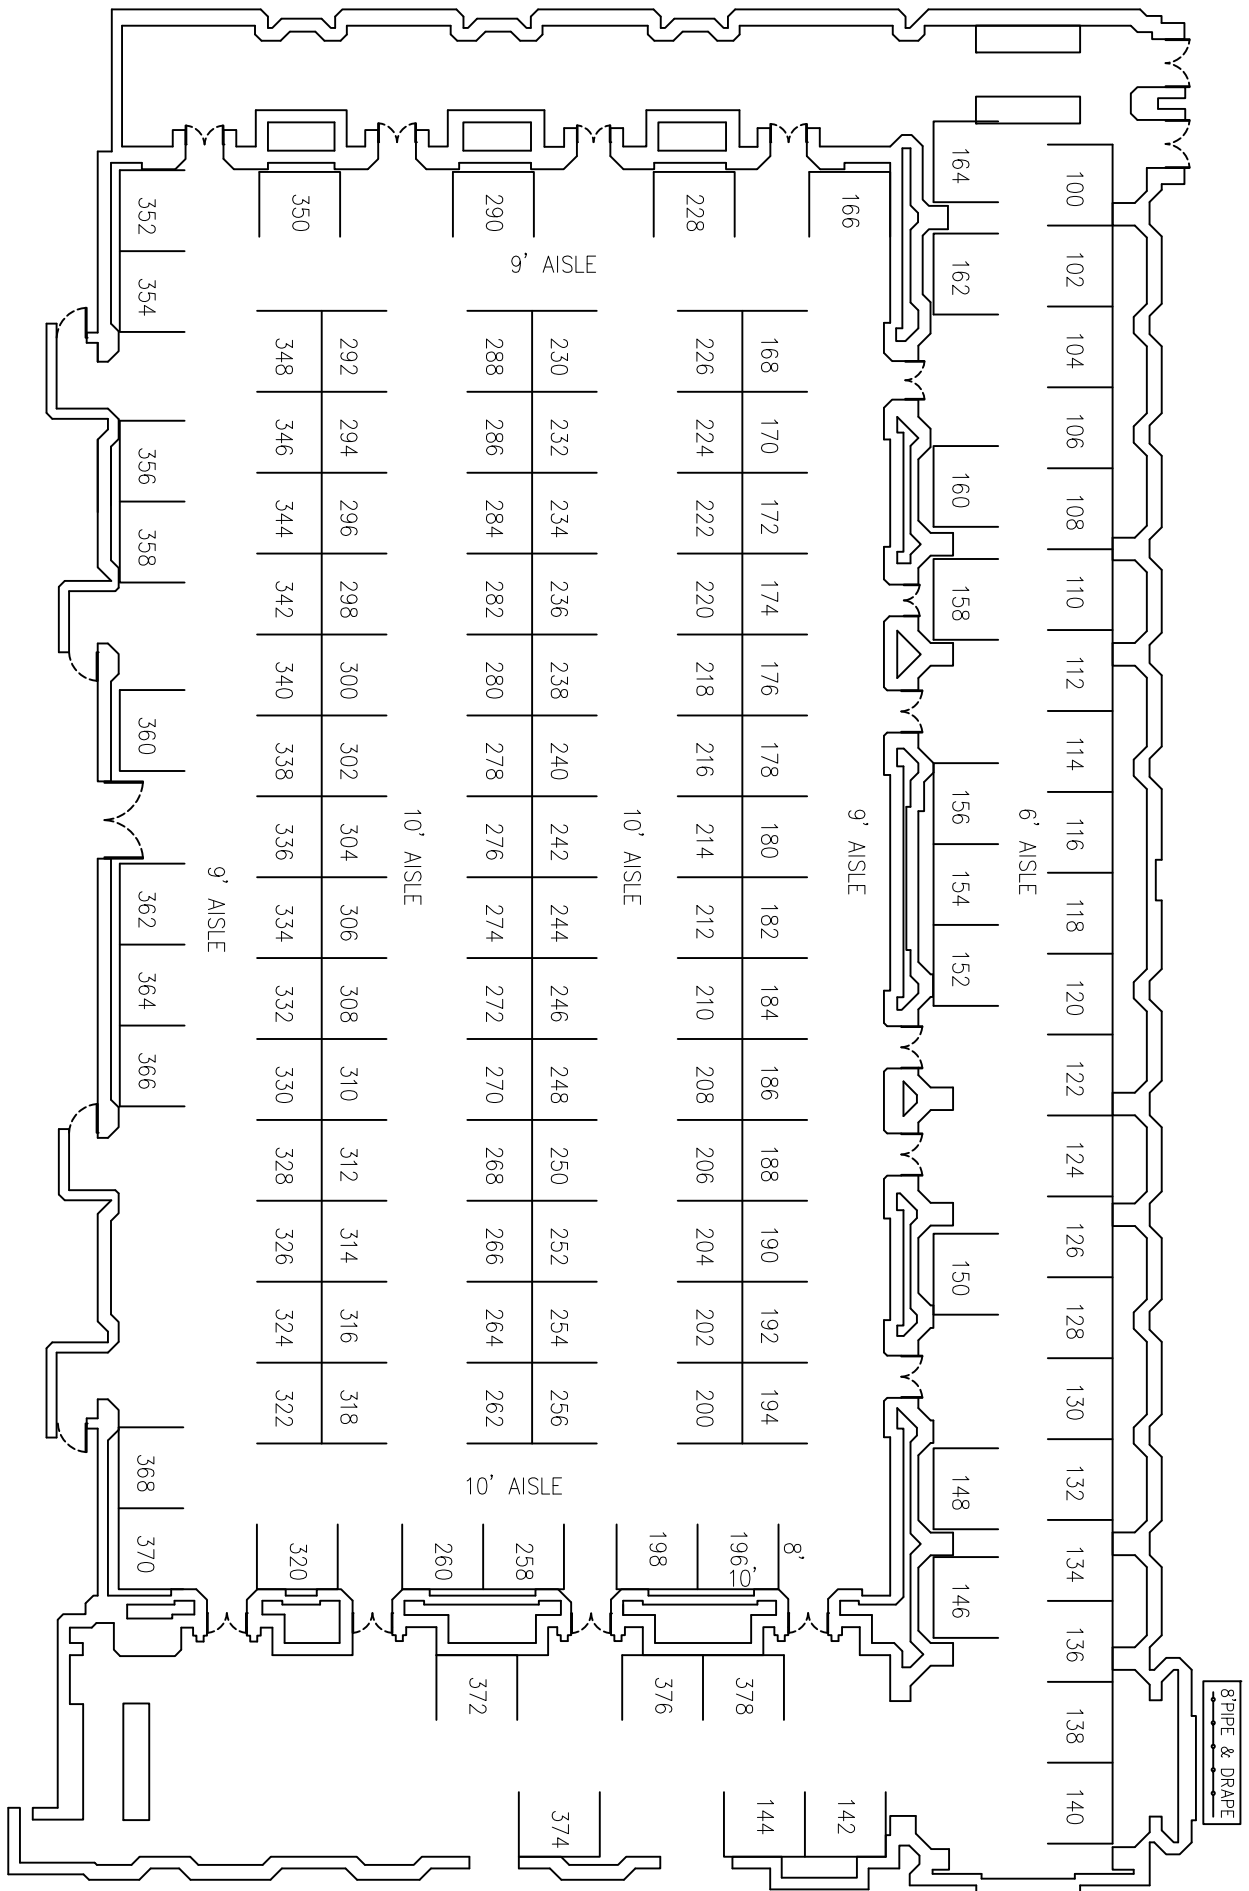 8'PIPE & DRAPE
100 102 104 106 108 110 112 114 116 118 120 122 124 126 128 130 132 134 136 138 140
6' AISLE
164 162 160 158 156 154 152 150 148 146
9' AISLE
166 142
8'
168 170 172 174 176 178 180 182 184 186 188 190 192 194
10'
196 378 144
228 226 224 222 220 218 216 214 212 210 208 206 204 202 200 198 376
10' AISLE
9' AISLE
230 232 234 236 238 240 242 244 246 248 250 252 254 256 258 374
10' AISLE
290 288 286 284 282 280 278 276 274 272 270 268 266 264 262 260 372
10' AISLE
292 294 296 298 300 302 304 306 308 310 312 314 316 318
350 348 346 344 342 340 338 336 334 332 330 328 326 324 322 320
9' AISLE
352 354 356 358 360 362 364 366 368 370